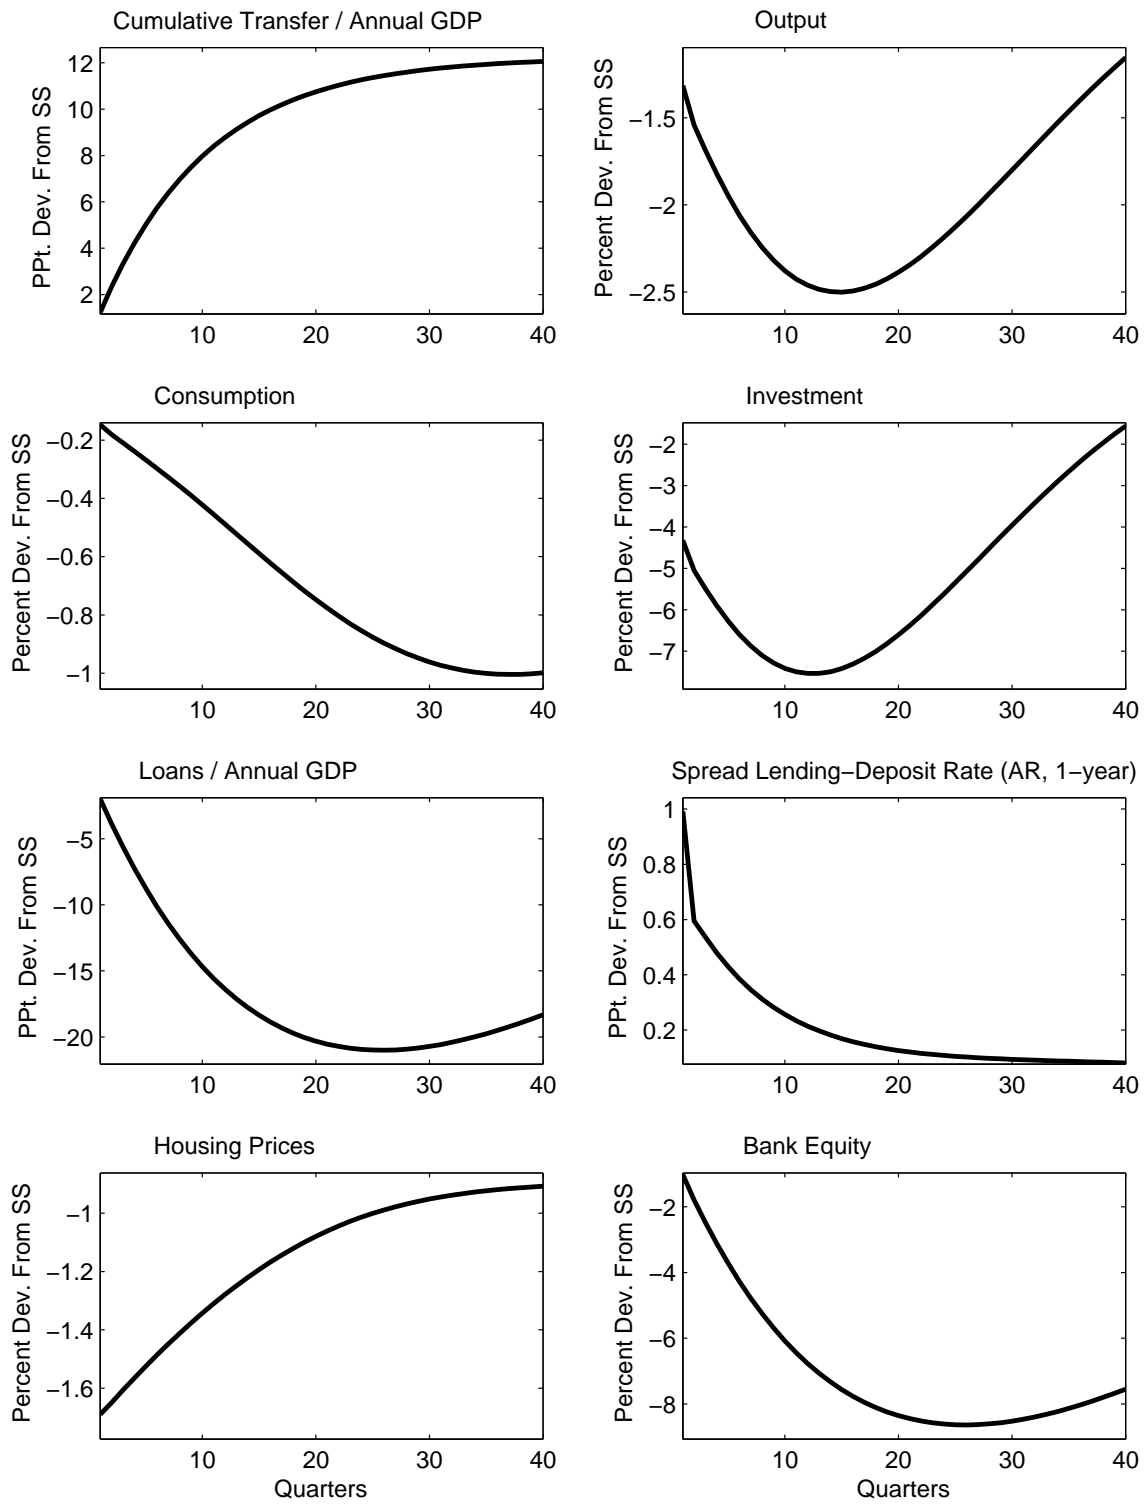 Cumulative Transfer / Annual GDP
PPt. Dev. From SS
12
10
8
6
4
2
10 20 30 40
Output
Percent Dev. From SS
−1.5
−2
−2.5
10 20 30 40
Consumption
Percent Dev. From SS
−0.2
−0.4
−0.6
−0.8
−1
10 20 30 40
Investment
Percent Dev. From SS
−2
−3
−4
−5
−6
−7
10 20 30 40
Loans / Annual GDP
PPt. Dev. From SS
−5
−10
−15
−20
10 20 30 40
Spread Lending−Deposit Rate (AR, 1−year)
PPt. Dev. From SS
1
0.8
0.6
0.4
0.2
10 20 30 40
Housing Prices
Percent Dev. From SS
−1
−1.2
−1.4
−1.6
10 20 30 40
Quarters
Bank Equity
Percent Dev. From SS
−2
−4
−6
−8
10 20 30 40
Quarters